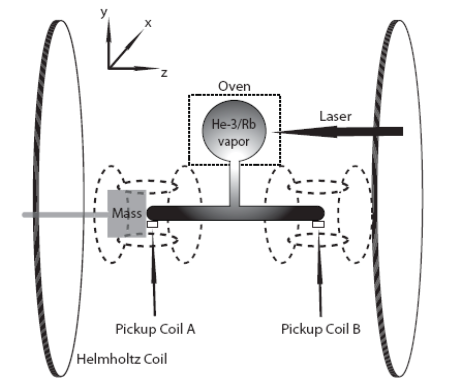 y
x
z
Oven
He-3/Rb
vapor
Laser
Mass
Pickup Coil A
Pickup Coil B
Helmholtz Coil